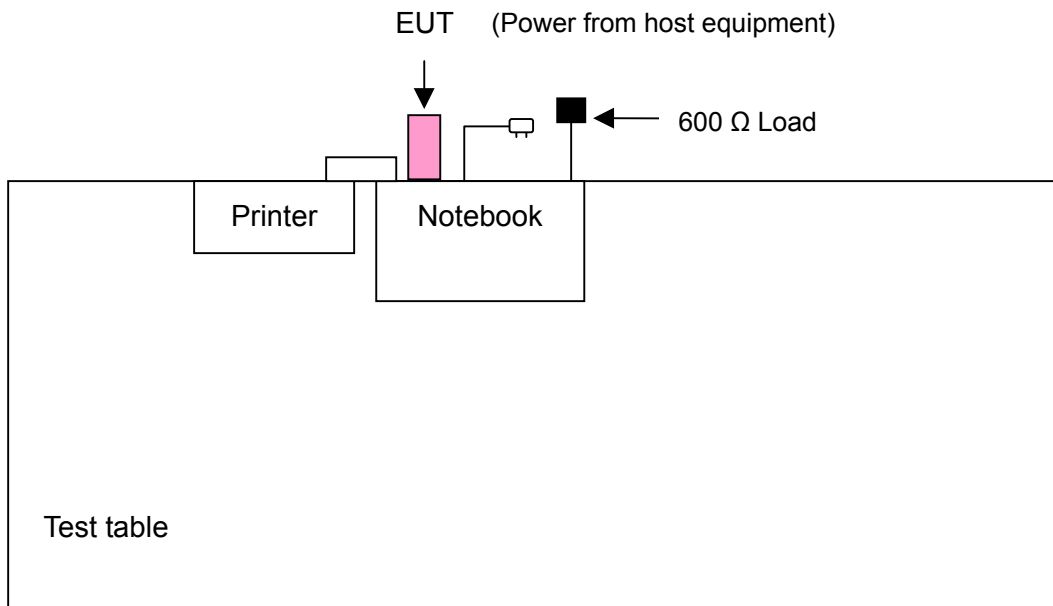 EUT (Power from host equipment)
600 Ω Load
Printer
Notebook
Test table